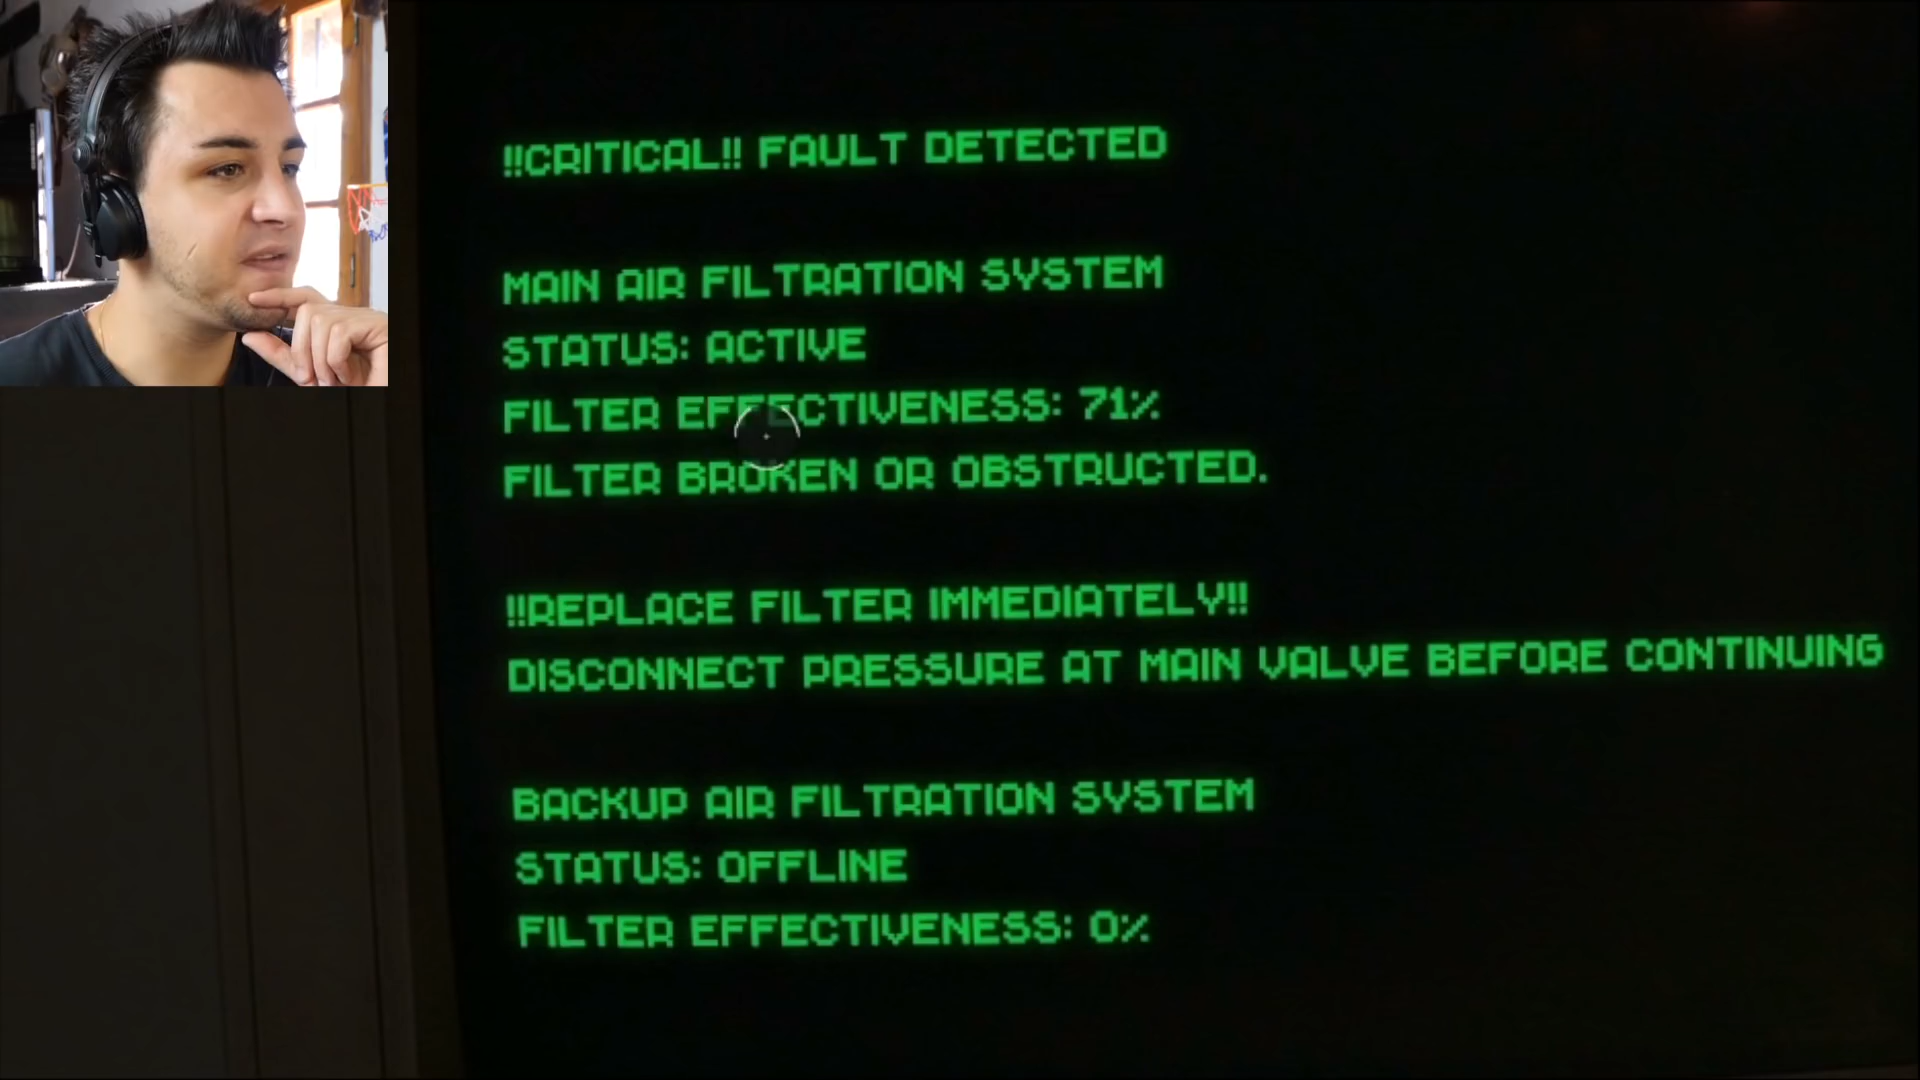 !!CRITICAL!! FAULT DETECTED
MAIN AIR FILTRATION SYSTEM
STATUS: ACTIVE
FILTER EFFECTIVENESS: 71%
FILTER BROKEN OR OBSTRUCTED.
!!REPLACE FILTER IMMEDIATELY!!
DISCONNECT PRESSURE AT MAIN VALVE BEFORE CONTINUING
BACKUP AIR FILTRATION SYSTEM
STATUS: OFFLINE
FILTER EFFECTIVENESS: 0%